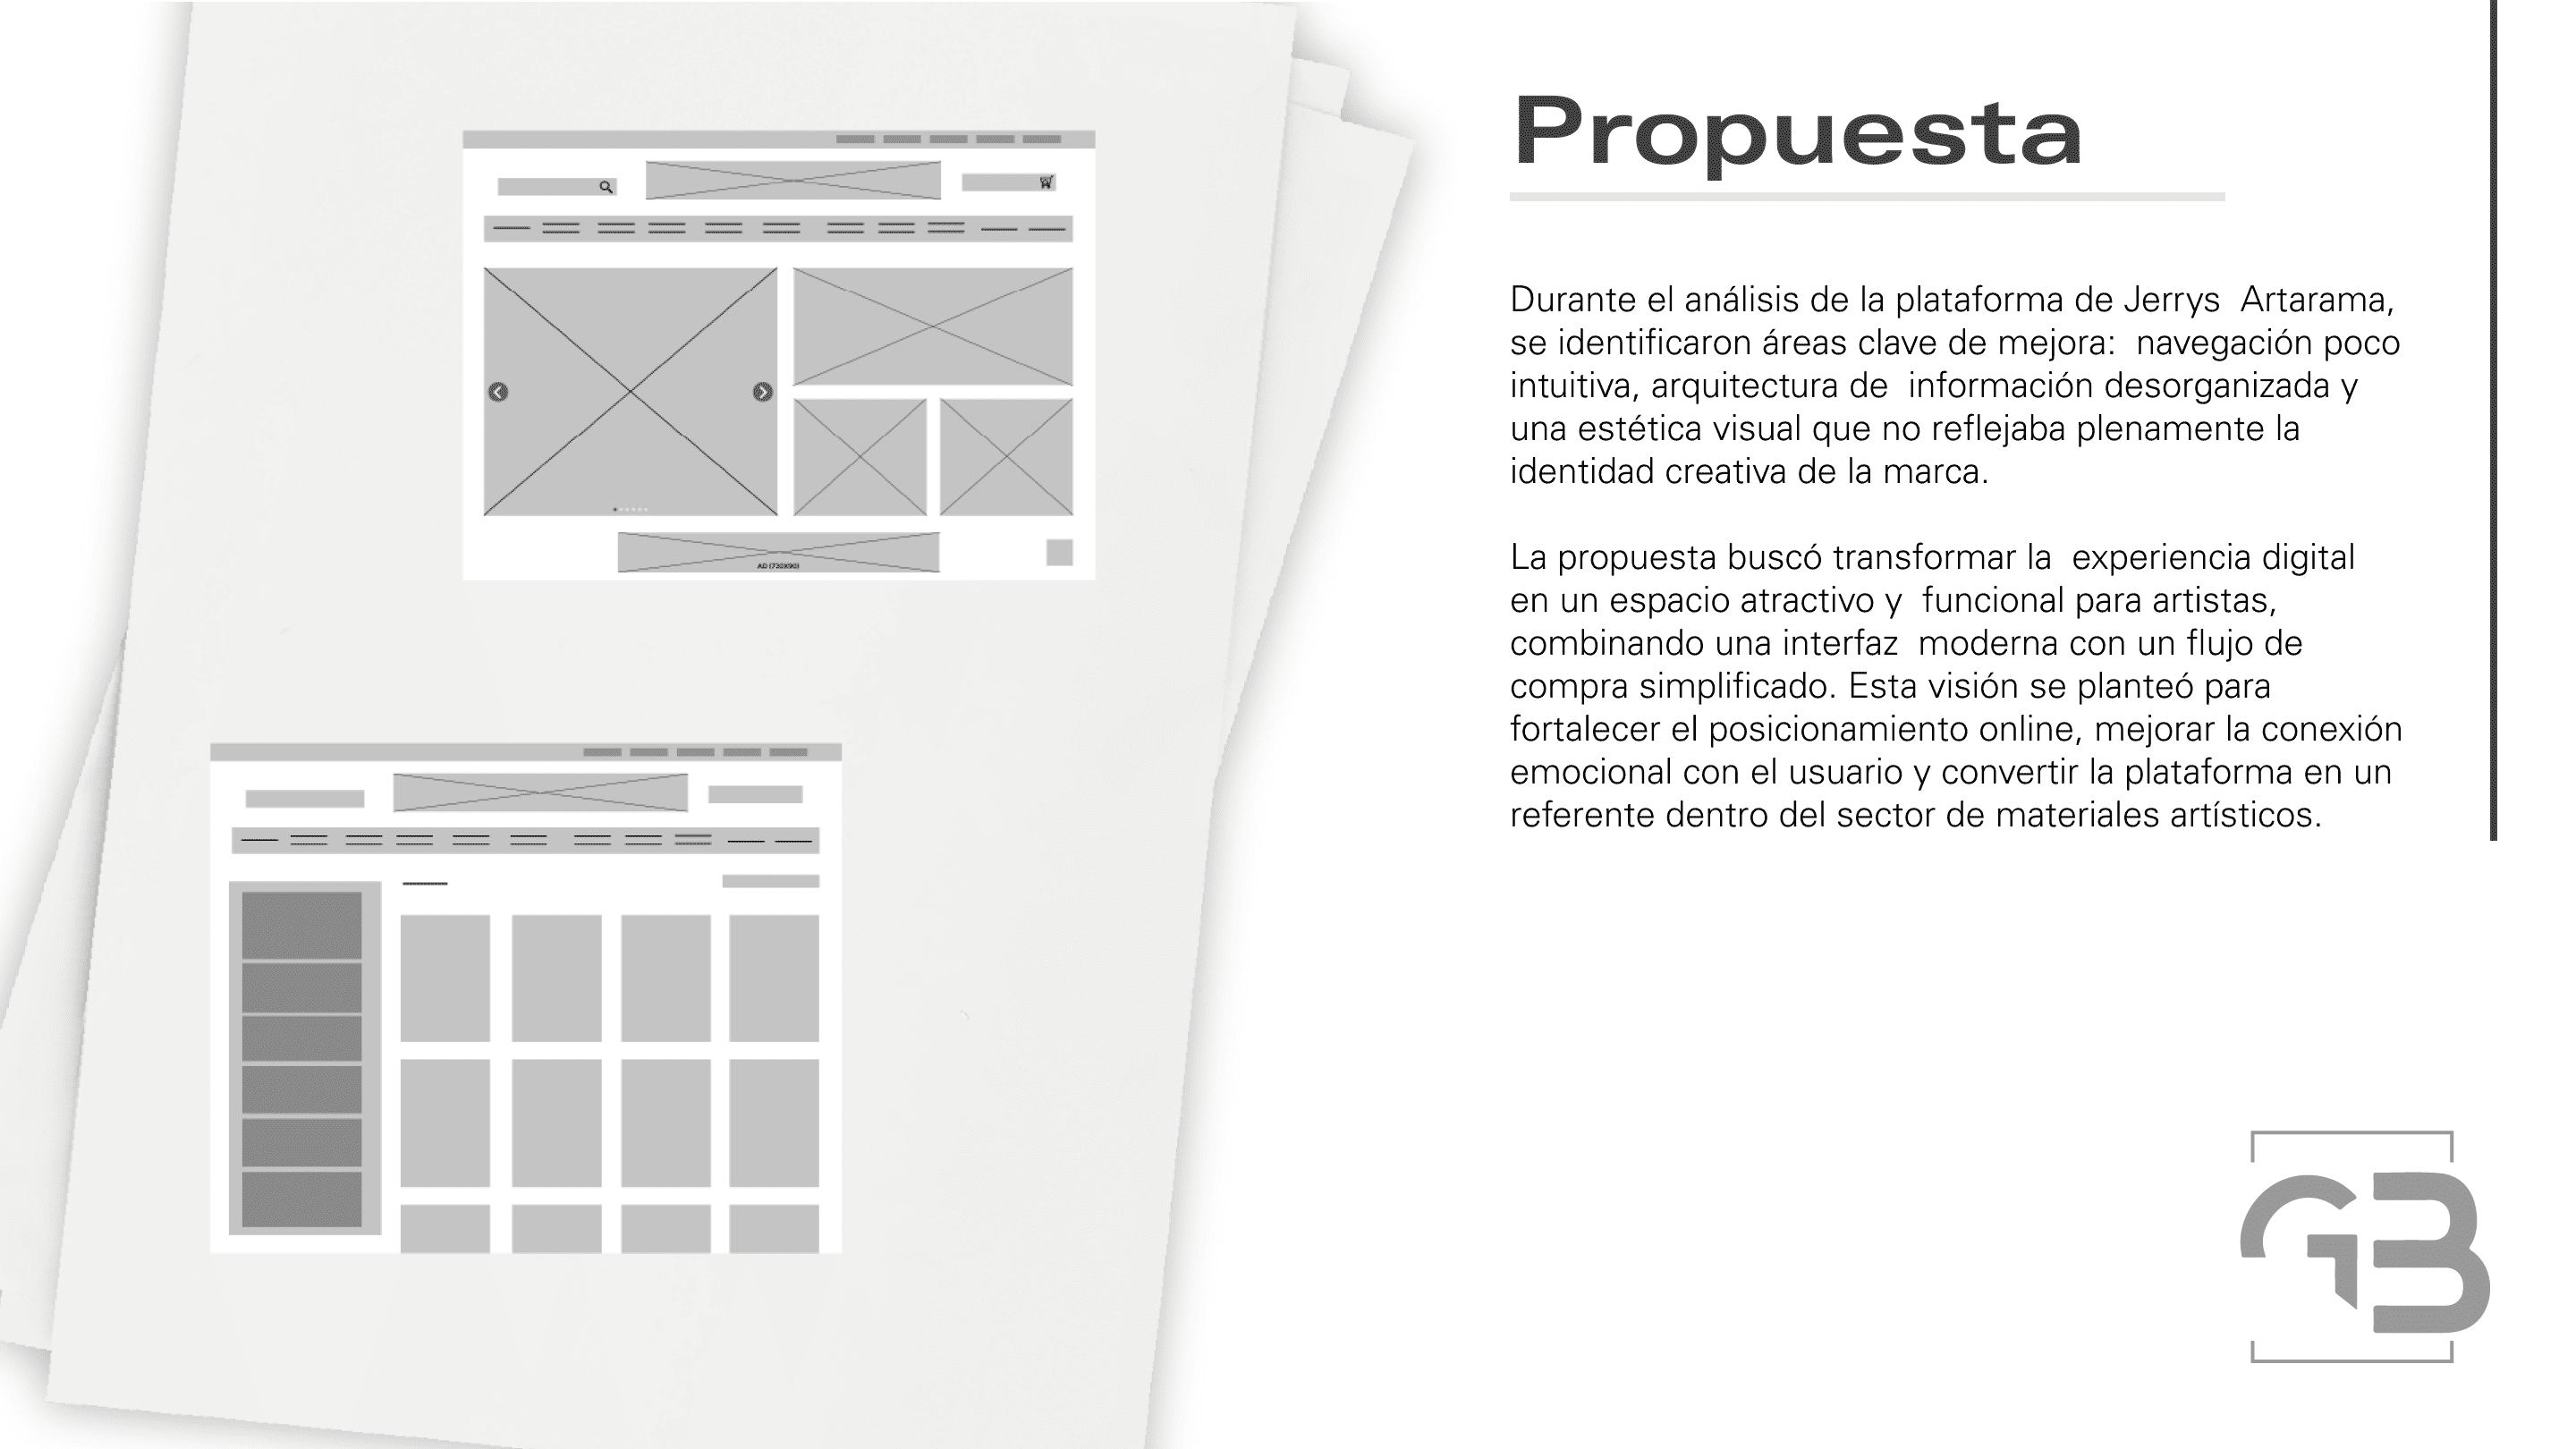 Propuesta
Durante el análisis de la plataforma de Jerrys  Artarama,
se identificaron áreas clave de mejora:  navegación poco
intuitiva, arquitectura de  información desorganizada y
una estética visual que no reflejaba plenamente la
identidad creativa de la marca.
La propuesta buscó transformar la  experiencia digital
en un espacio atractivo y  funcional para artistas,
combinando una interfaz  moderna con un flujo de
compra simplificado. Esta visión se planteó para
fortalecer el posicionamiento online, mejorar la conexión
emocional con el usuario y convertir la plataforma en un
referente dentro del sector de materiales artísticos.
AD (730X90)
GB